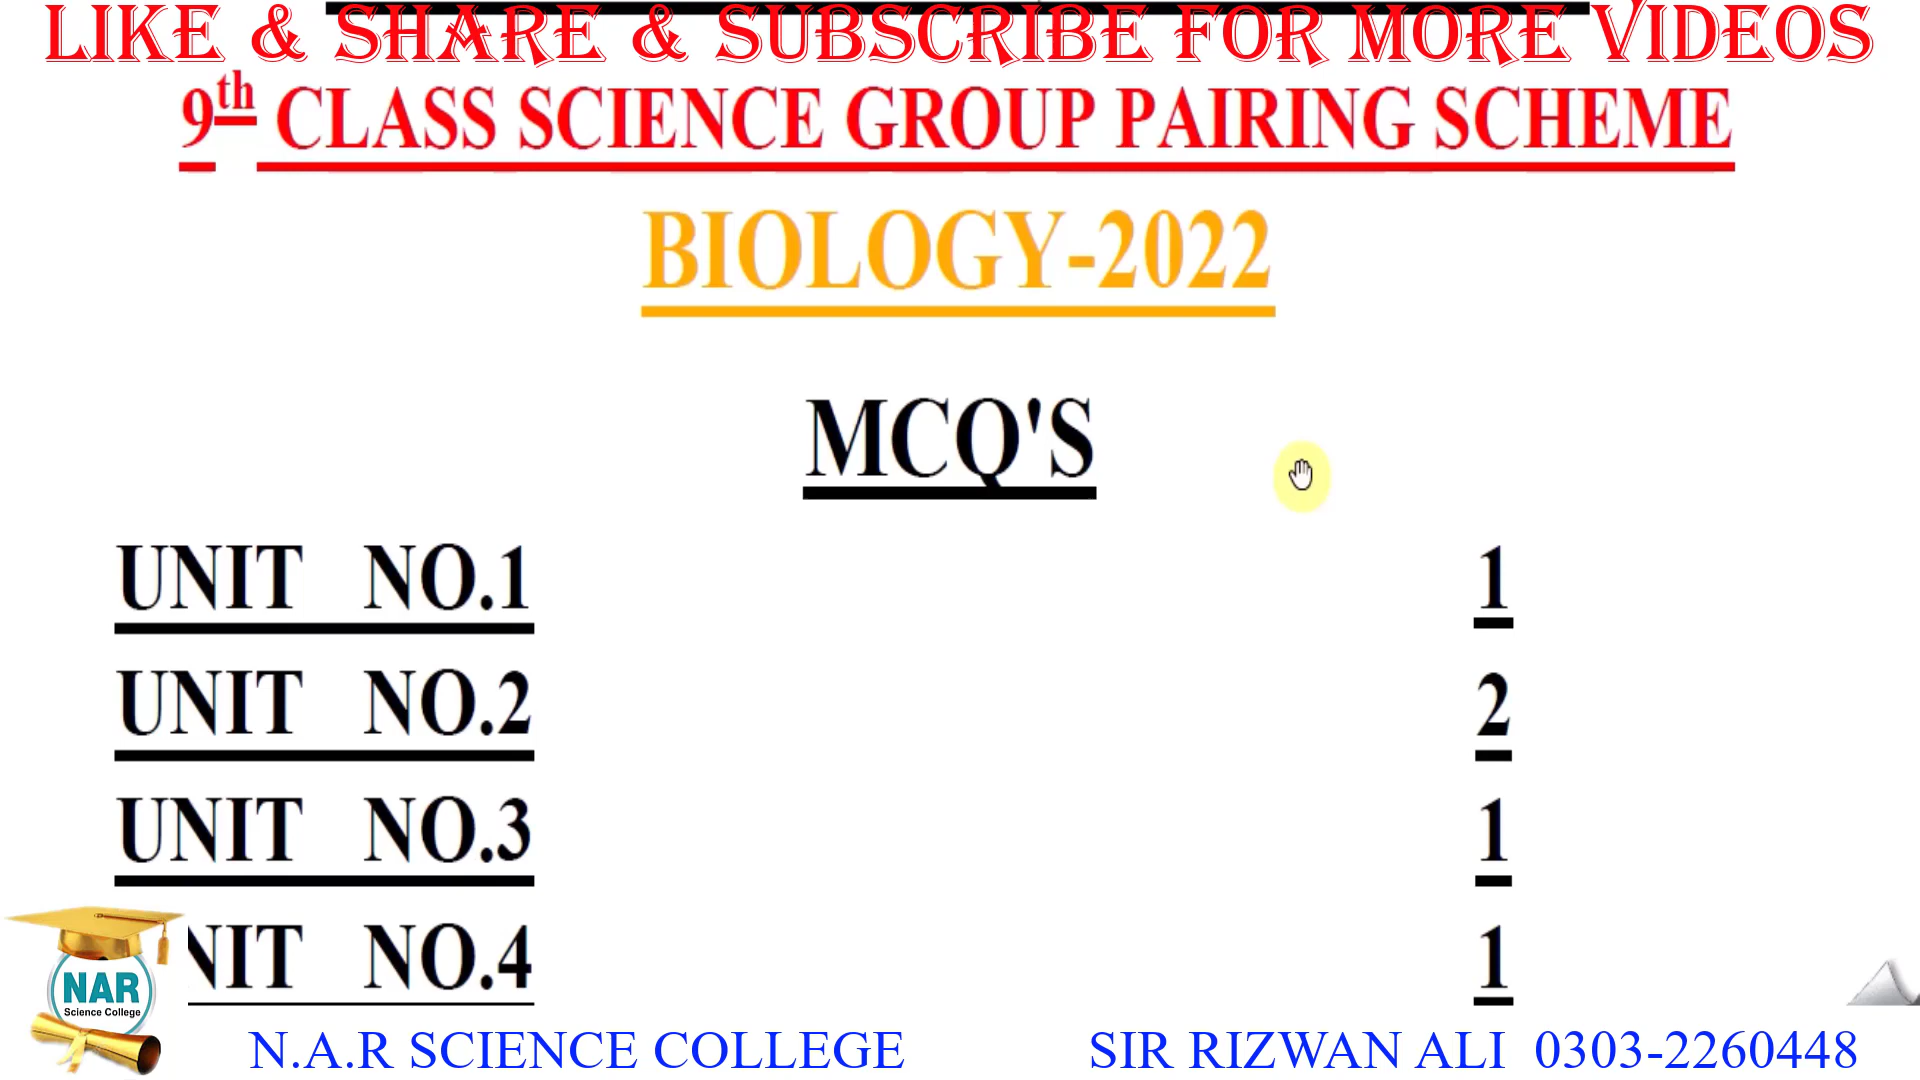 LIKE & SHARE & SUBSCRIBE FOR MORE VIDEOS
9th CLASS SCIENCE GROUP PAIRING SCHEME
BIOLOGY-2022
MCQ'S
UNIT NO.1 1
UNIT NO.2 2
UNIT NO.3 1
NIT NO.4 1
NAR
Science College
N.A.R SCIENCE COLLEGE SIR RIZWAN ALI 0303-2260448